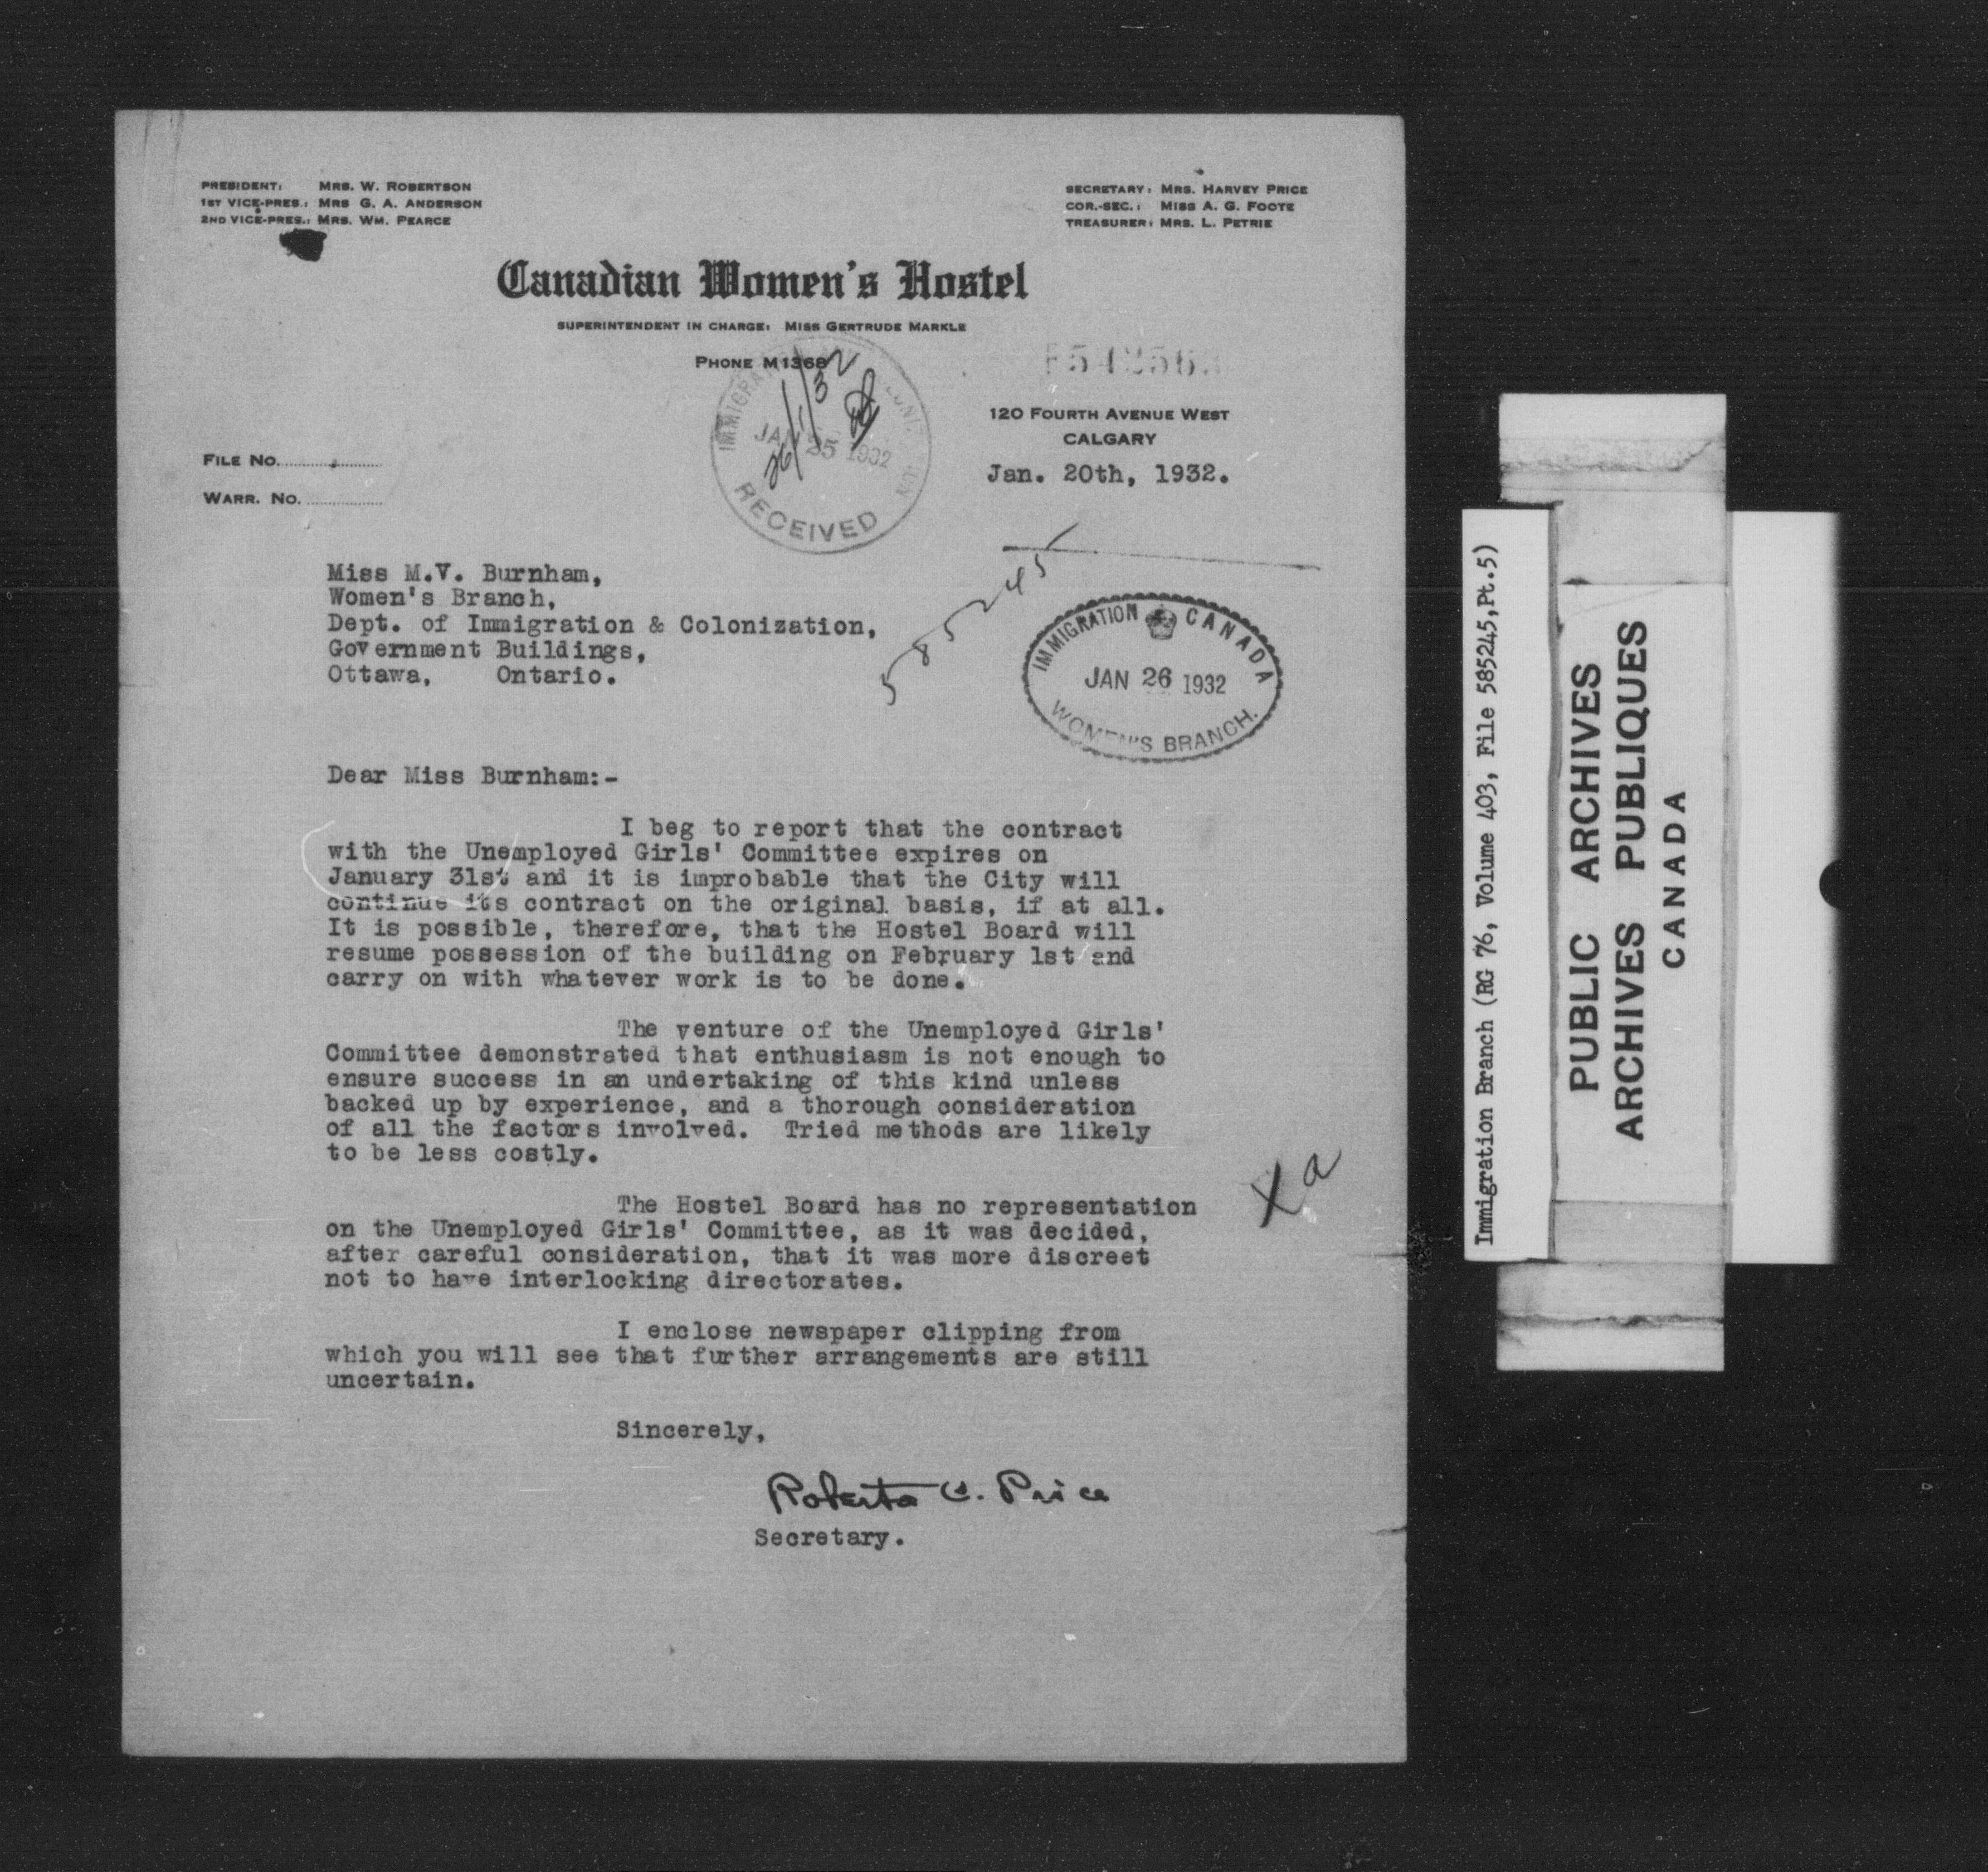 PRESIDENT: MRS. W. ROBERTSON
1ST VICE-PRES.: MRS G. A. ANDERSON
2ND VICE-PRES.: MRS. WM. PEARCE
SECRETARY: MRS. HARVEY PRICE
COR.-SEC.: MISS A. G. FOOTE
TREASURER: MRS. L. PETRIE
Canadian Women's Hostel
SUPERINTENDENT IN CHARGE: MISS GERTRUDE MARKLE
PHONE M1368
26/1/32
JAN 25 1932
RECEIVED
120 FOURTH AVENUE WEST
CALGARY
Jan. 20th, 1932.
FILE No.
WARR. No.
585245
Miss M.V. Burnham,
Women's Branch,
Dept. of Immigration & Colonization,
Government Buildings,
Ottawa, Ontario.
IMMIGRATION CANADA
JAN 26 1932
WOMEN'S BRANCH.
Dear Miss Burnham:-
I beg to report that the contract
with the Unemployed Girls' Committee expires on
January 31st and it is improbable that the City will
continue its contract on the original basis, if at all.
It is possible, therefore, that the Hostel Board will
resume possession of the building on February 1st and
carry on with whatever work is to be done.
The venture of the Unemployed Girls'
Committee demonstrated that enthusiasm is not enough to
ensure success in an undertaking of this kind unless
backed up by experience, and a thorough consideration
of all the factors involved. Tried methods are likely
to be less costly.
Xa
The Hostel Board has no representation
on the Unemployed Girls' Committee, as it was decided,
after careful consideration, that it was more discreet
not to have interlocking directorates.
I enclose newspaper clipping from
which you will see that further arrangements are still
uncertain.
Sincerely,
Roberta C. Price
Secretary.
Immigration Branch (RG 76, Volume 403, File 585245,Pt.5)
PUBLIC ARCHIVES
ARCHIVES PUBLIQUES
CANADA